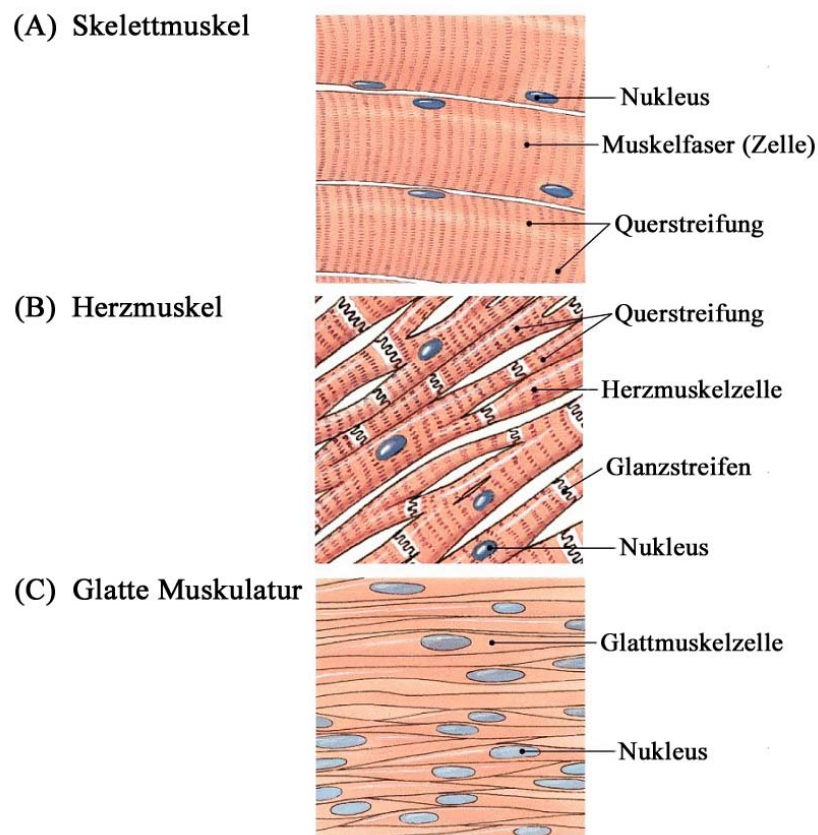 (A) Skelettmuskel
Nukleus
Muskelfaser (Zelle)
Querstreifung
(B) Herzmuskel
Querstreifung
Herzmuskelzelle
Glanzstreifen
Nukleus
(C) Glatte Muskulatur
Glattmuskelzelle
Nukleus